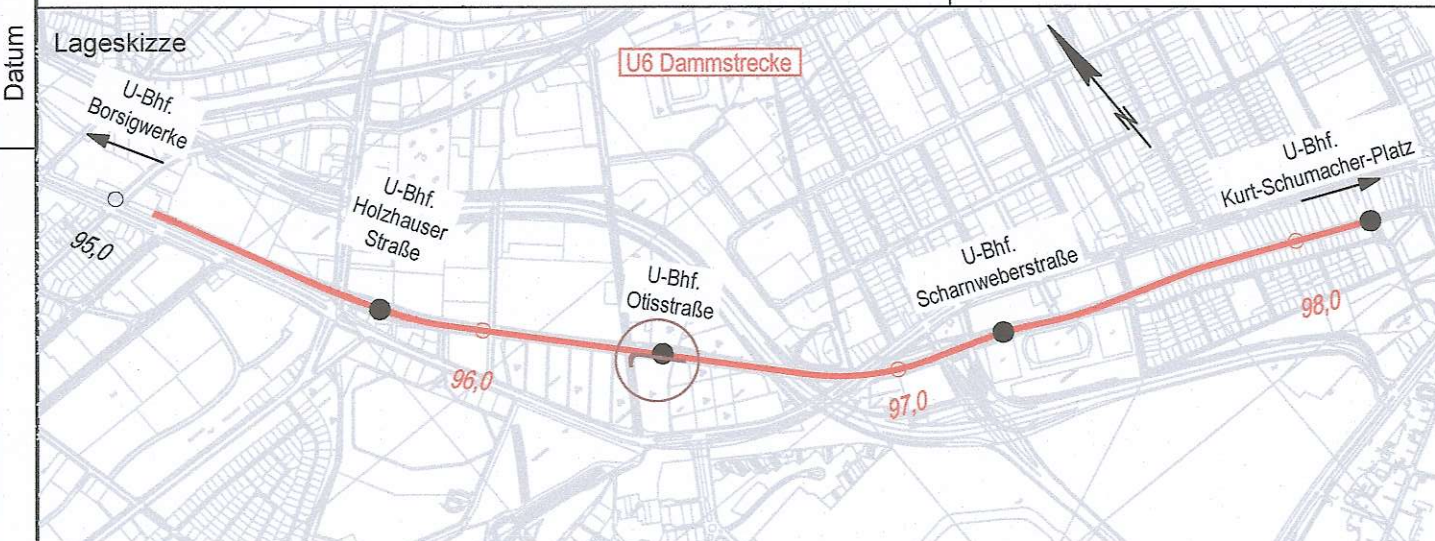 Datum
Lageskizze
U6 Dammstrecke
U-Bhf.
Borsigwerke
U-Bhf.
Holzhauser
Straße
U-Bhf.
Otisstraße
U-Bhf.
Scharnweberstraße
U-Bhf.
Kurt-Schumacher-Platz
95,0
96,0
97,0
98,0
N